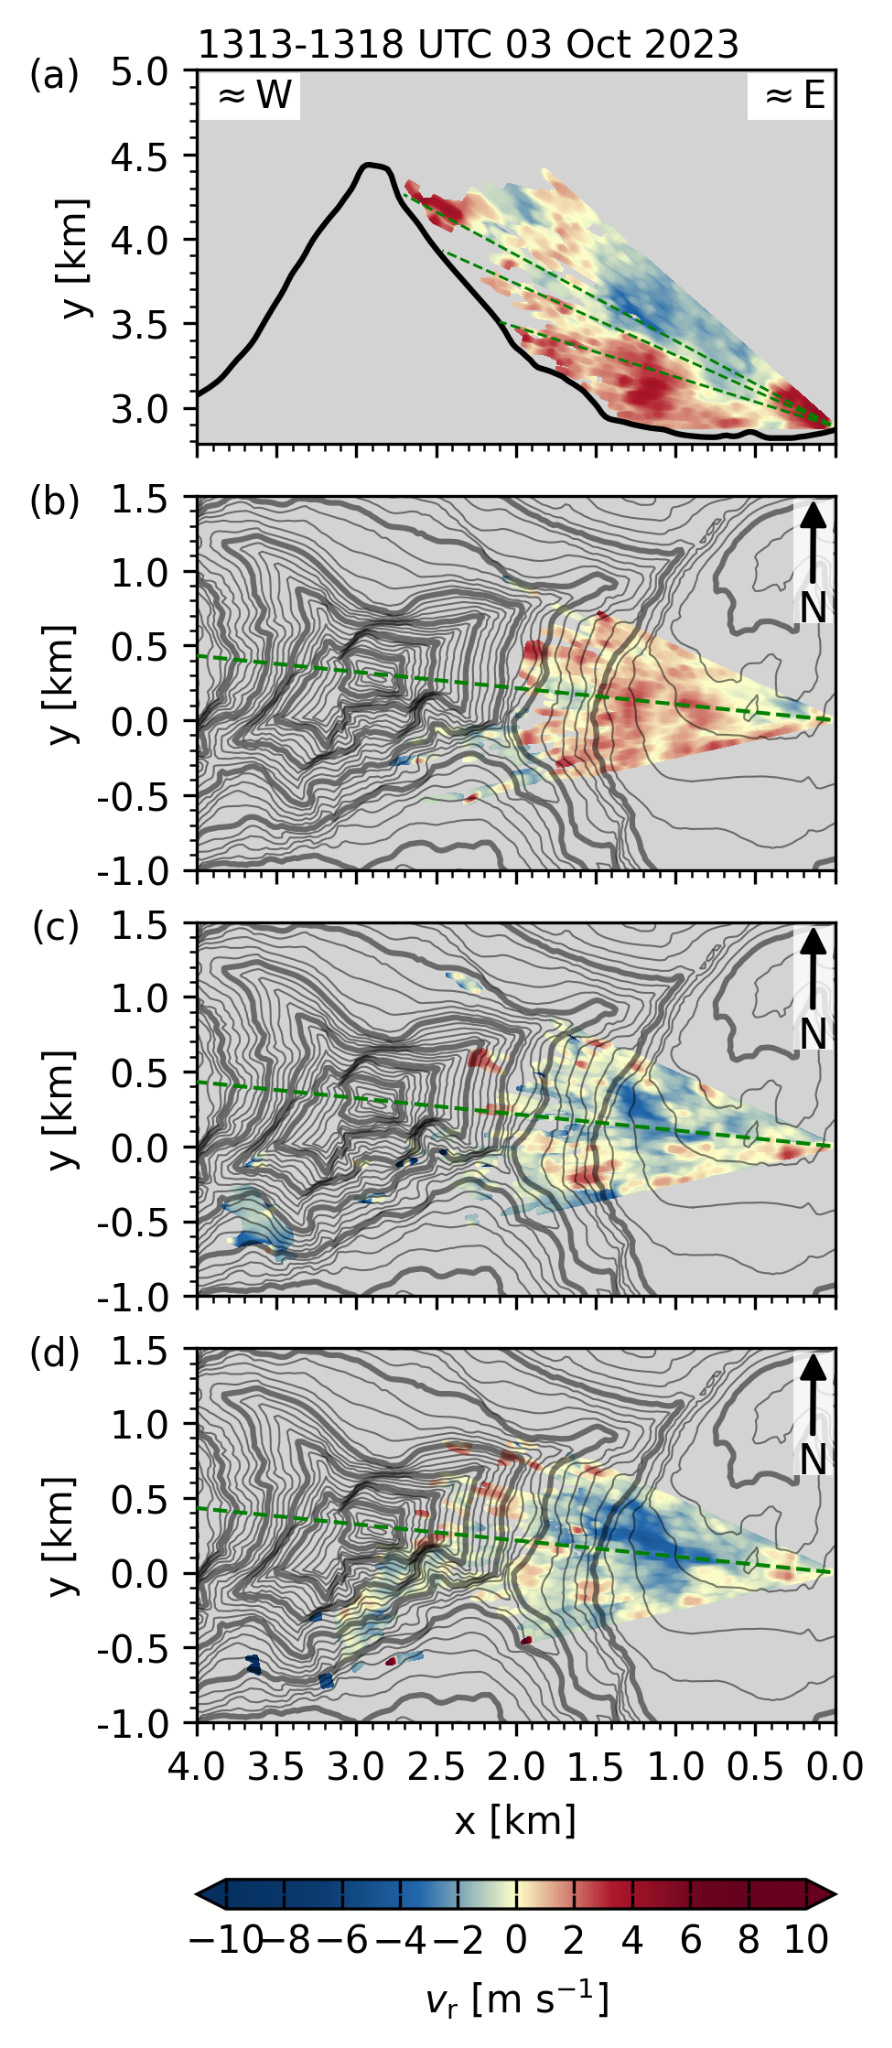 1313-1318 UTC 03 Oct 2023
(a)
≈W
≈E
5.0
4.5
4.0
3.5
3.0
y [km]
(b)
1.5
1.0
0.5
0.0
-0.5
-1.0
y [km]
N
(c)
1.5
1.0
0.5
0.0
-0.5
-1.0
y [km]
N
(d)
1.5
1.0
0.5
0.0
-0.5
-1.0
y [km]
N
4.0 3.5 3.0 2.5 2.0 1.5 1.0 0.5 0.0
x [km]
−10 −8 −6 −4 −2 0 2 4 6 8 10
vr [m s⁻¹]